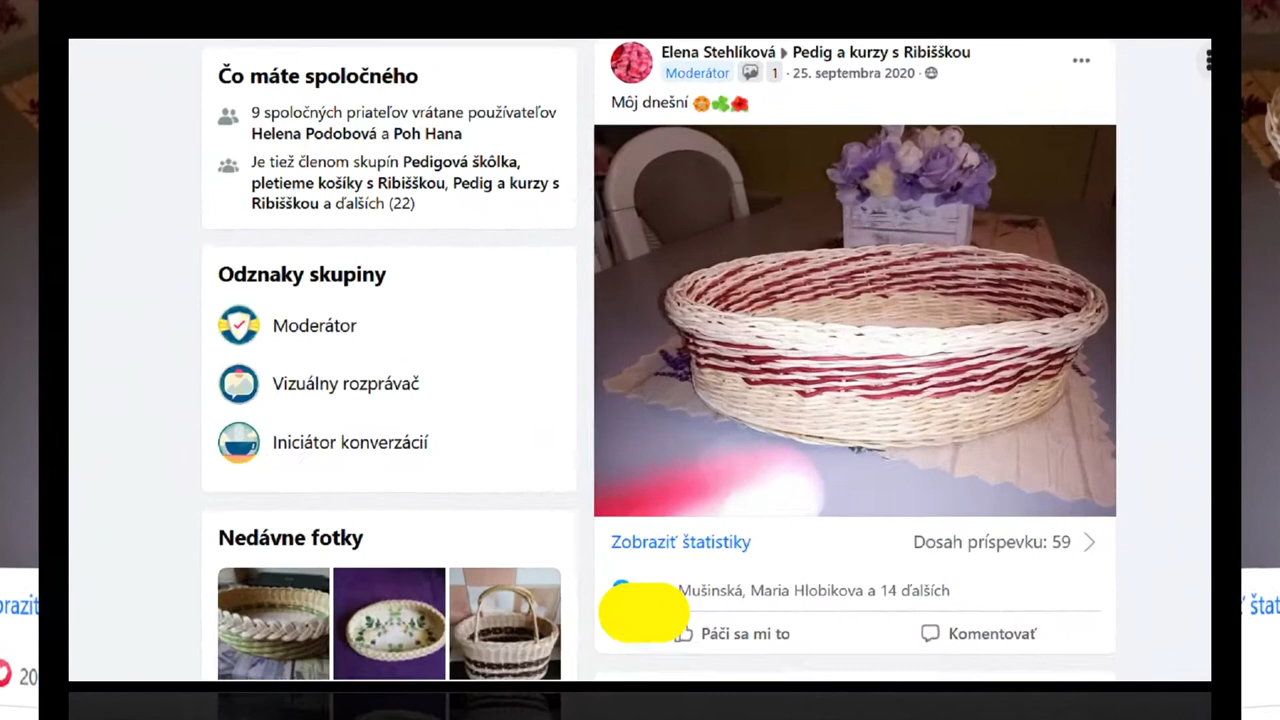 Čo máte spoločného
9 spoločných priateľov vrátane používateľov
Helena Podobová a Poh Hana
Je tiež členom skupín Pedigová škôlka,
pletieme košíky s Ribišškou, Pedig a kurzy s
Ribišškou a ďalších (22)
Odznaky skupiny
Moderátor
Vizuálny rozprávač
Iniciátor konverzácií
Nedávne fotky
Elena Stehlíková Pedig a kurzy s Ribišškou
Moderátor 1 · 25. septembra 2020 ·
Môj dnešní
Zobraziť štatistiky
Dosah príspevku: 59
Mušinská, Maria Hlobikova a 14 ďalších
Páči sa mi to
Komentovať
20